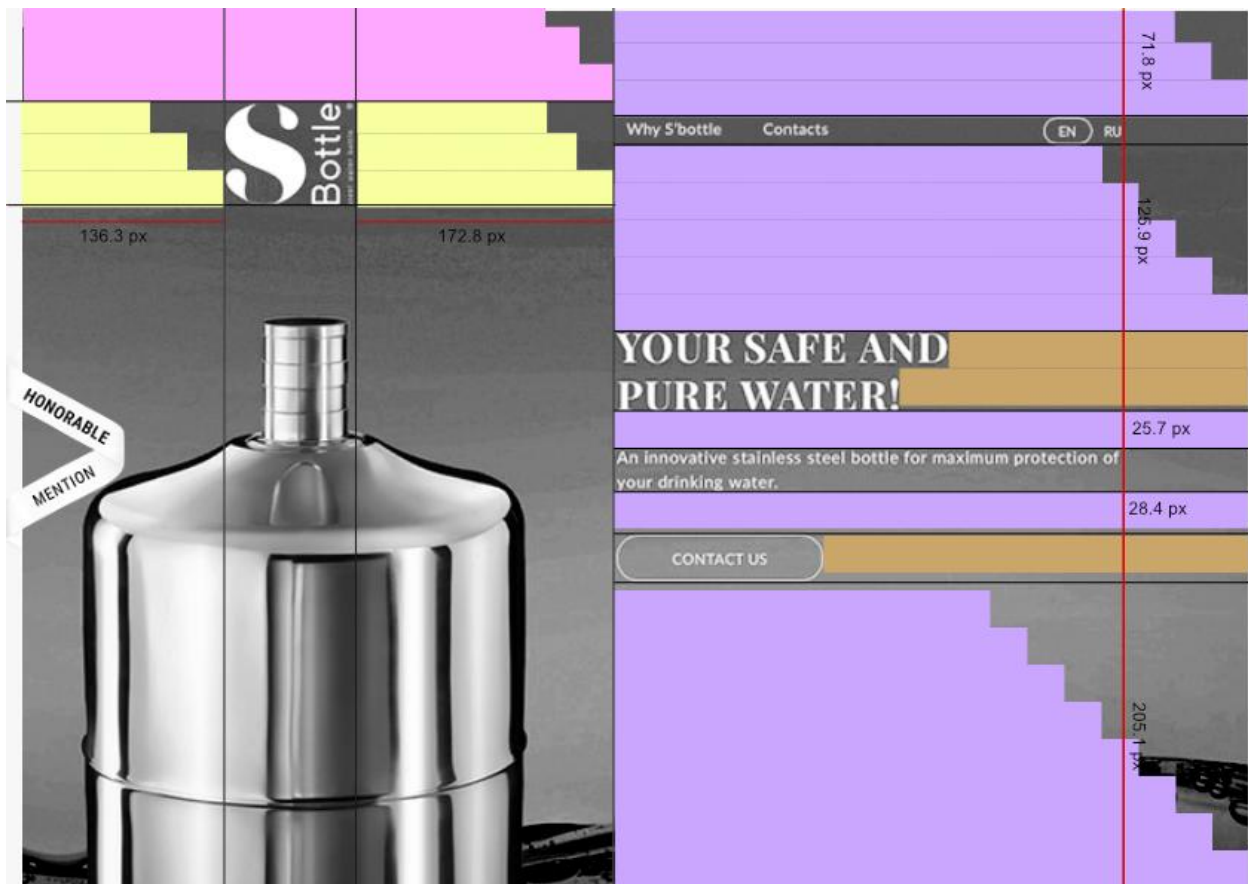 71.8 px
S
Bottle
Why S'bottle Contacts EN RU
125.9 px
136.3 px 172.8 px
YOUR SAFE AND
PURE WATER!
HONORABLE
MENTION
25.7 px
An innovative stainless steel bottle for maximum protection of
your drinking water.
28.4 px
CONTACT US
205.1 px